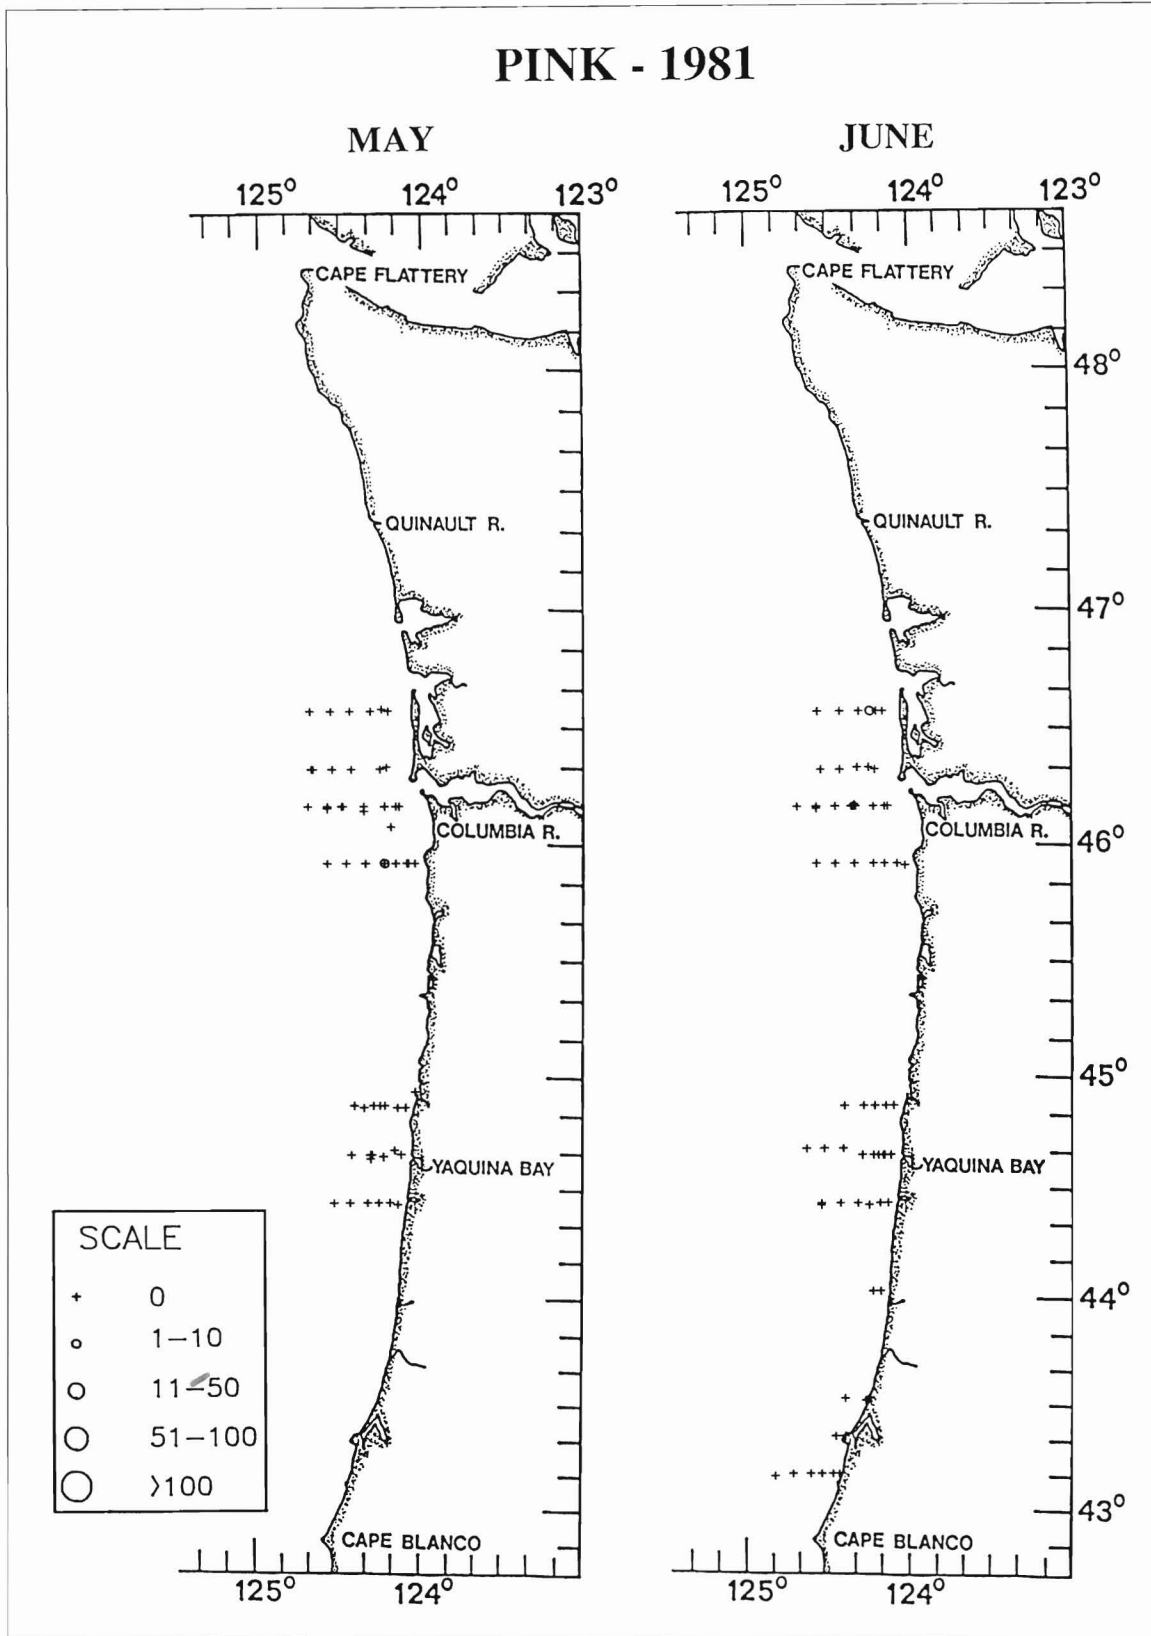 PINK - 1981
MAY
JUNE
125° 124° 123°
125° 124° 123°
CAPE FLATTERY
CAPE FLATTERY
48°
QUINAULT R.
QUINAULT R.
47°
COLUMBIA R.
COLUMBIA R.
46°
45°
YAQUINA BAY
YAQUINA BAY
44°
43°
SCALE
+ 0
1-10
11-50
51-100
>100
CAPE BLANCO
CAPE BLANCO
125° 124°
125° 124°